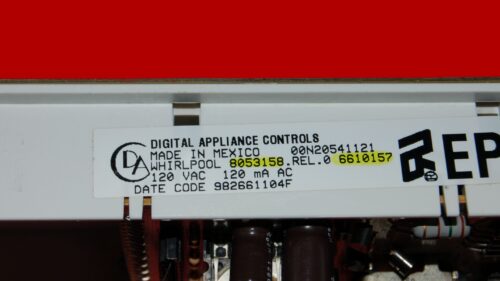 DIGITAL APPLIANCE CONTROLS
MADE IN MEXICO 00N20541121
WHIRLPOOL 8053158.REL.0 6610157
120 VAC 120 mA AC
DATE CODE 982661104F
DA
R
® EP